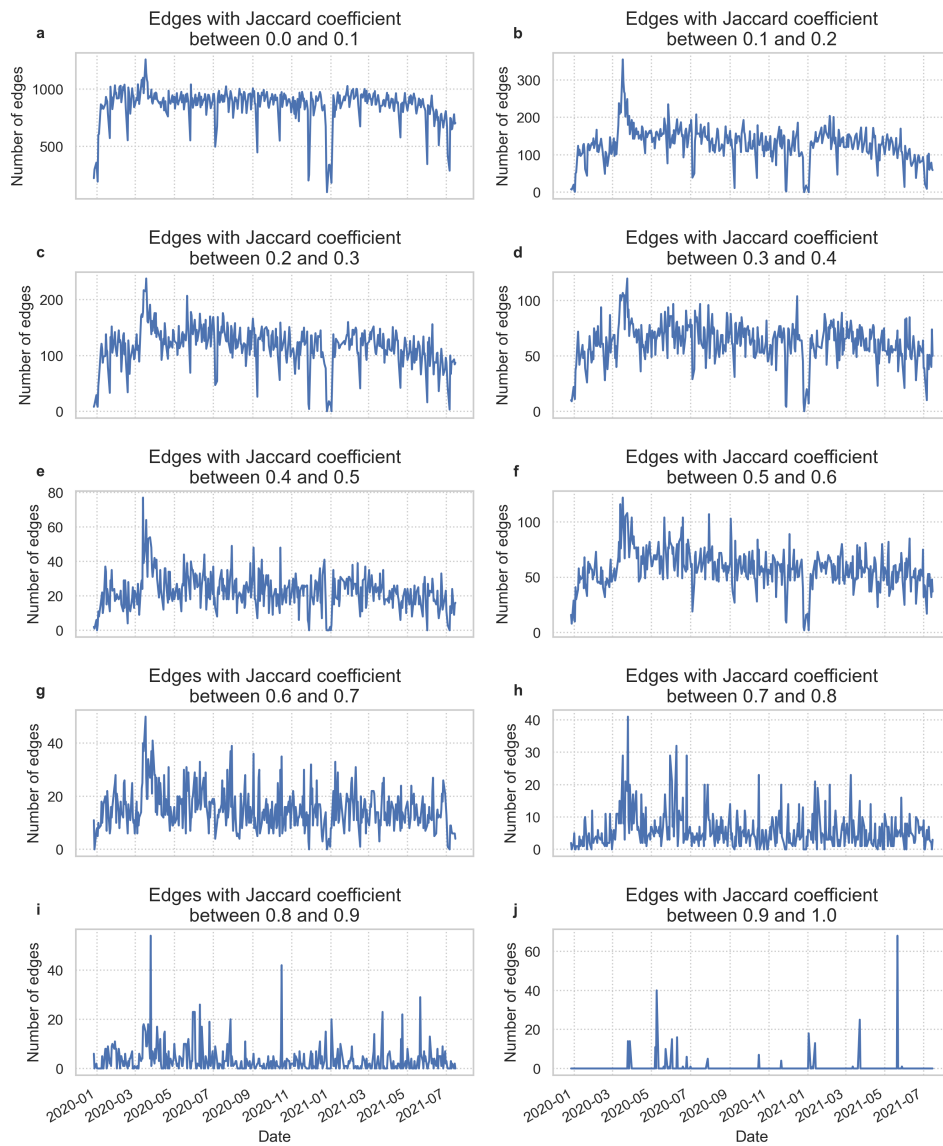 a
Edges with Jaccard coefficient
between 0.0 and 0.1
Number of edges
1000
500
b
Edges with Jaccard coefficient
between 0.1 and 0.2
Number of edges
300
200
100
0
c
Edges with Jaccard coefficient
between 0.2 and 0.3
Number of edges
200
100
0
d
Edges with Jaccard coefficient
between 0.3 and 0.4
Number of edges
100
50
0
e
Edges with Jaccard coefficient
between 0.4 and 0.5
Number of edges
80
60
40
20
0
f
Edges with Jaccard coefficient
between 0.5 and 0.6
Number of edges
100
50
0
g
Edges with Jaccard coefficient
between 0.6 and 0.7
Number of edges
40
20
0
h
Edges with Jaccard coefficient
between 0.7 and 0.8
Number of edges
40
30
20
10
0
i
Edges with Jaccard coefficient
between 0.8 and 0.9
Number of edges
40
20
0
2020-01
2020-03
2020-05
2020-07
2020-09
2020-11
2021-01
2021-03
2021-05
2021-07
Date
j
Edges with Jaccard coefficient
between 0.9 and 1.0
Number of edges
60
40
20
0
2020-01
2020-03
2020-05
2020-07
2020-09
2020-11
2021-01
2021-03
2021-05
2021-07
Date